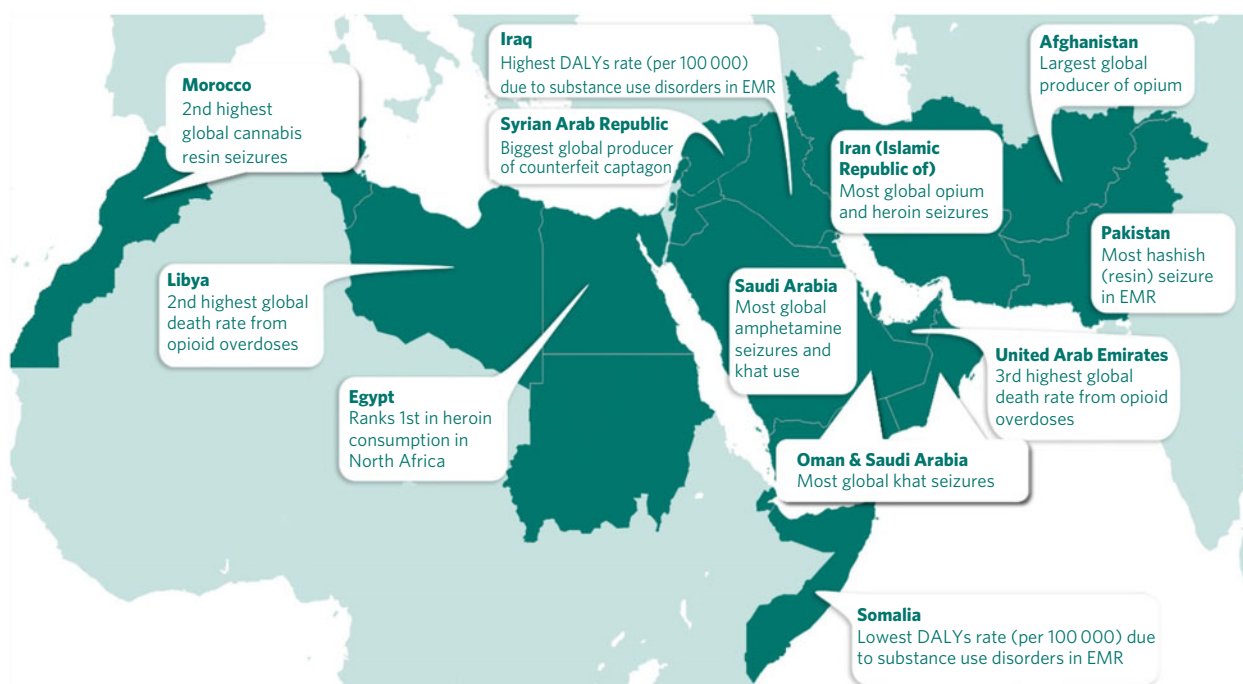 Iraq
Highest DALYs rate (per 100 000)
due to substance use disorders in EMR
Afghanistan
Largest global
producer of opium
Morocco
2nd highest
global cannabis
resin seizures
Syrian Arab Republic
Biggest global producer
of counterfeit captagon
Iran (Islamic
Republic of)
Most global opium
and heroin seizures
Pakistan
Most hashish
(resin) seizure
in EMR
Libya
2nd highest global
death rate from
opioid overdoses
Saudi Arabia
Most global
amphetamine
seizures and
khat use
United Arab Emirates
3rd highest global
death rate from opioid
overdoses
Egypt
Ranks 1st in heroin
consumption in
North Africa
Oman & Saudi Arabia
Most global khat seizures
Somalia
Lowest DALYs rate (per 100 000) due
to substance use disorders in EMR